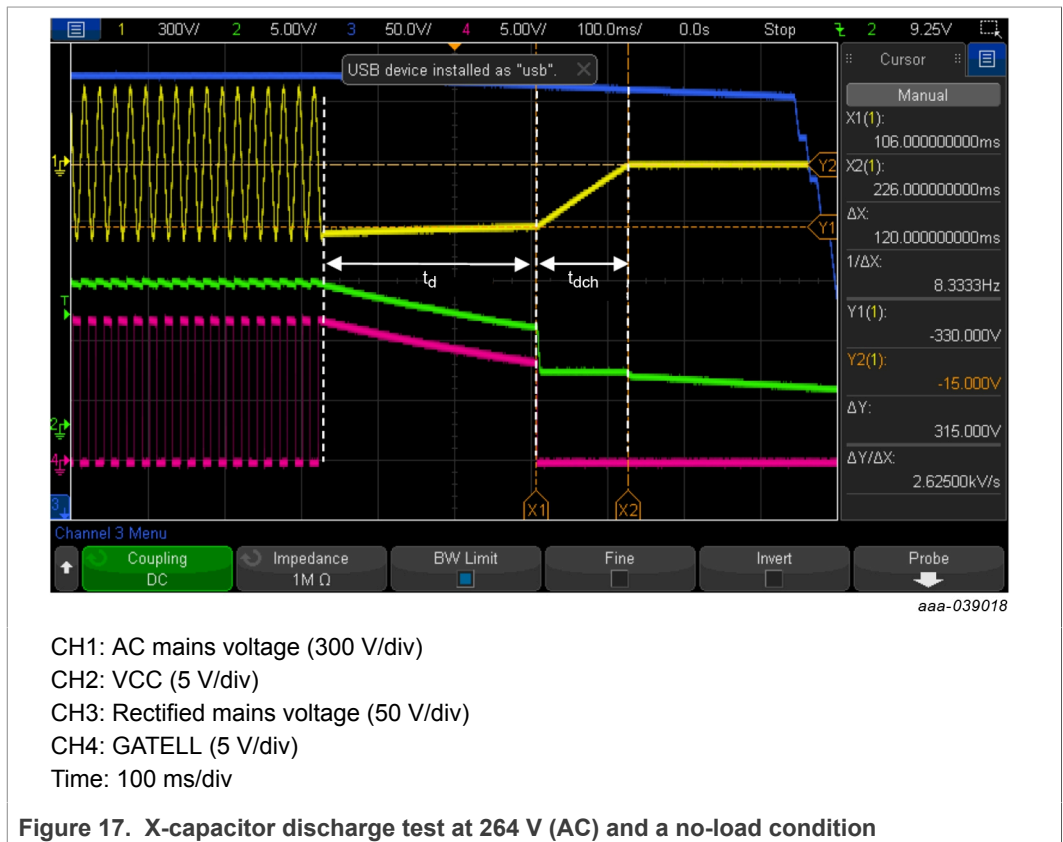 1 300V/ 2 5.00V/ 3 50.0V/ 4 5.00V/ 100.0ms/ 0.0s Stop 2 9.25V
USB device installed as "usb".
Cursor
Manual
X1(1):
106.000000000ms
X2(1):
226.000000000ms
ΔX:
120.000000000ms
1/ΔX:
8.3333Hz
Y1(1):
-330.000V
Y2(1):
-15.000V
ΔY:
315.000V
ΔY/ΔX:
2.62500kV/s
1
Y2
Y1
td
tdch
T
2
4
3
X1
X2
Channel 3 Menu
Coupling
DC
Impedance
1M Ω
BW Limit
Fine
Invert
Probe
aaa-039018
CH1: AC mains voltage (300 V/div)
CH2: VCC (5 V/div)
CH3: Rectified mains voltage (50 V/div)
CH4: GATELL (5 V/div)
Time: 100 ms/div
Figure 17. X-capacitor discharge test at 264 V (AC) and a no-load condition